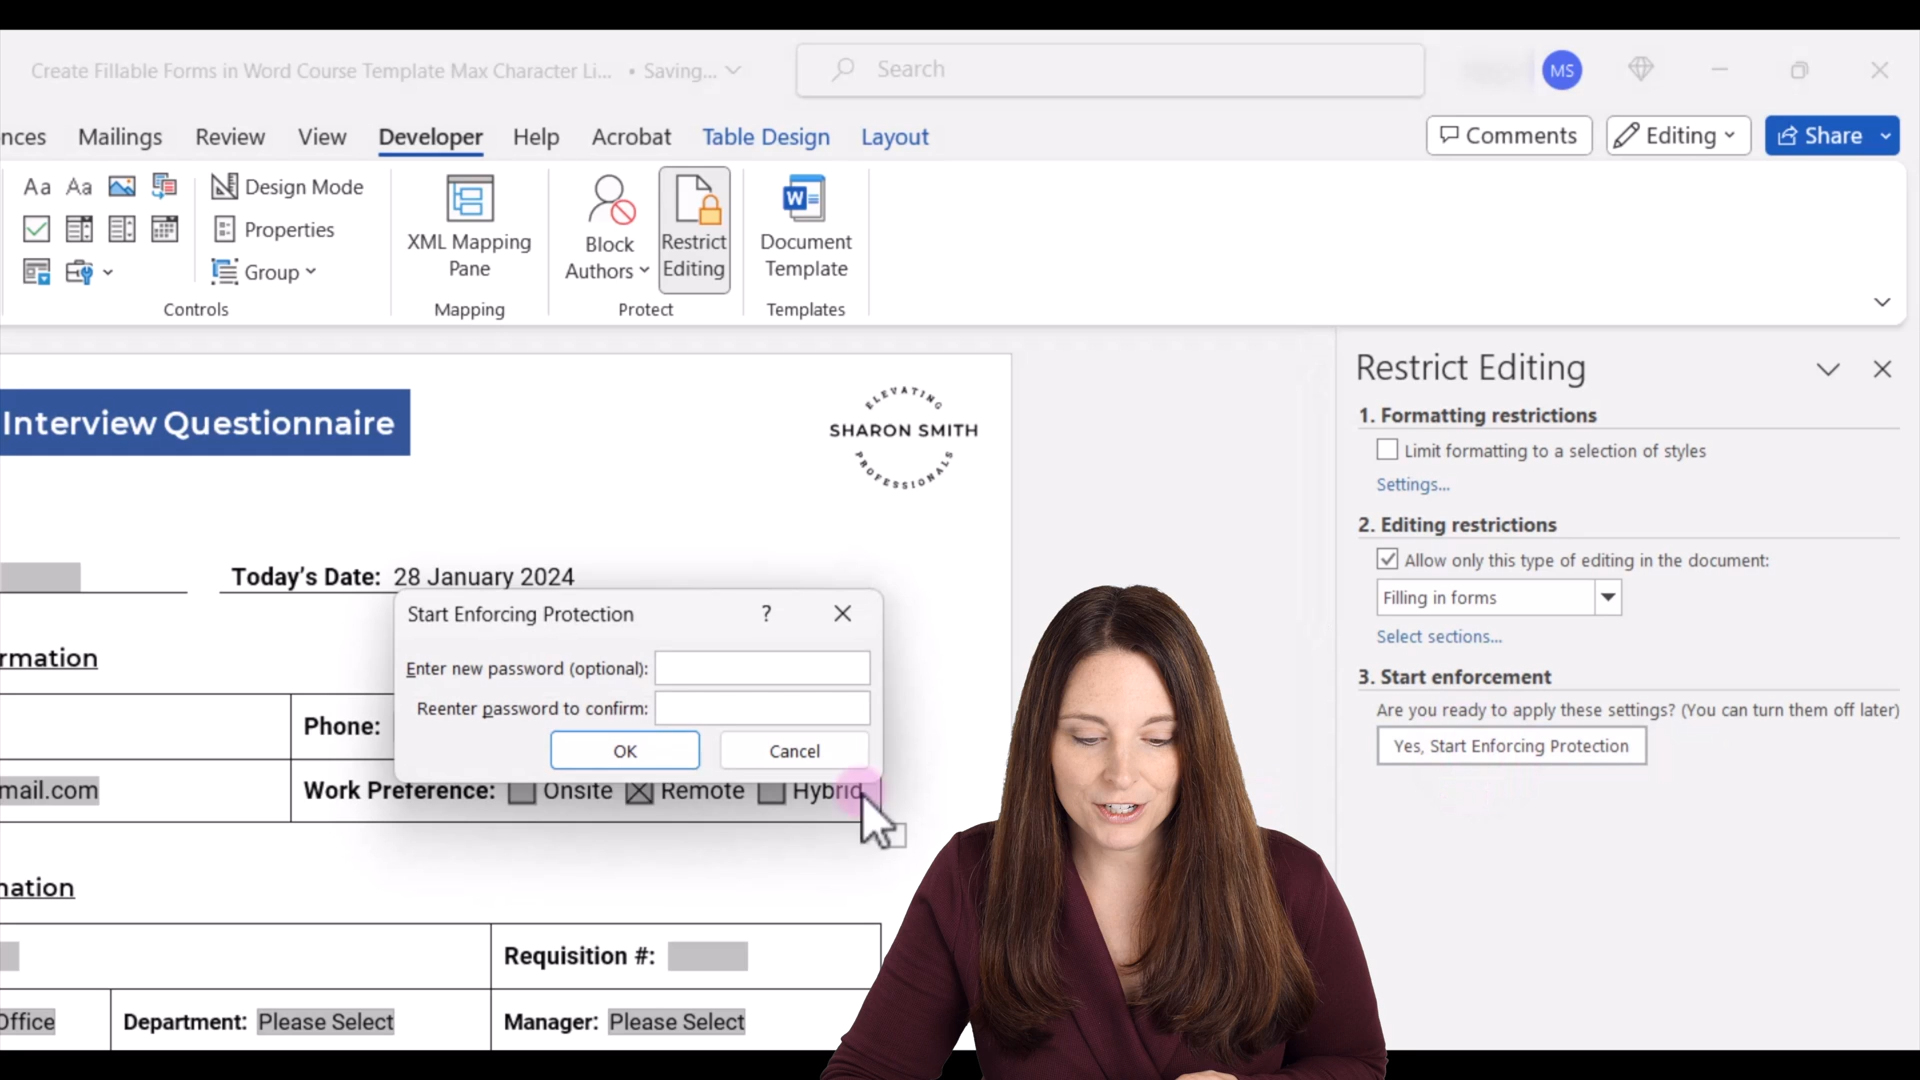 Create Fillable Forms in Word Course Template Max Character Li... • Saving...
Search
MS
nces Mailings Review View Developer Help Acrobat Table Design Layout
Comments Editing Share
Aa Aa
Design Mode
Properties
Group
Controls
XML Mapping Pane
Mapping
Block Authors
Restrict Editing
Protect
Document Template
Templates
Interview Questionnaire
ELEVATING
SHARON SMITH
PROFESSIONALS
Today's Date: 28 January 2024
rmation
Phone:
mail.com
Work Preference: Onsite Remote Hybrid
nation
Requisition #:
Office
Department: Please Select
Manager: Please Select
Start Enforcing Protection ?
Enter new password (optional):
Reenter password to confirm:
OK Cancel
Restrict Editing
1. Formatting restrictions
Limit formatting to a selection of styles
Settings...
2. Editing restrictions
Allow only this type of editing in the document:
Filling in forms
Select sections...
3. Start enforcement
Are you ready to apply these settings? (You can turn them off later)
Yes, Start Enforcing Protection